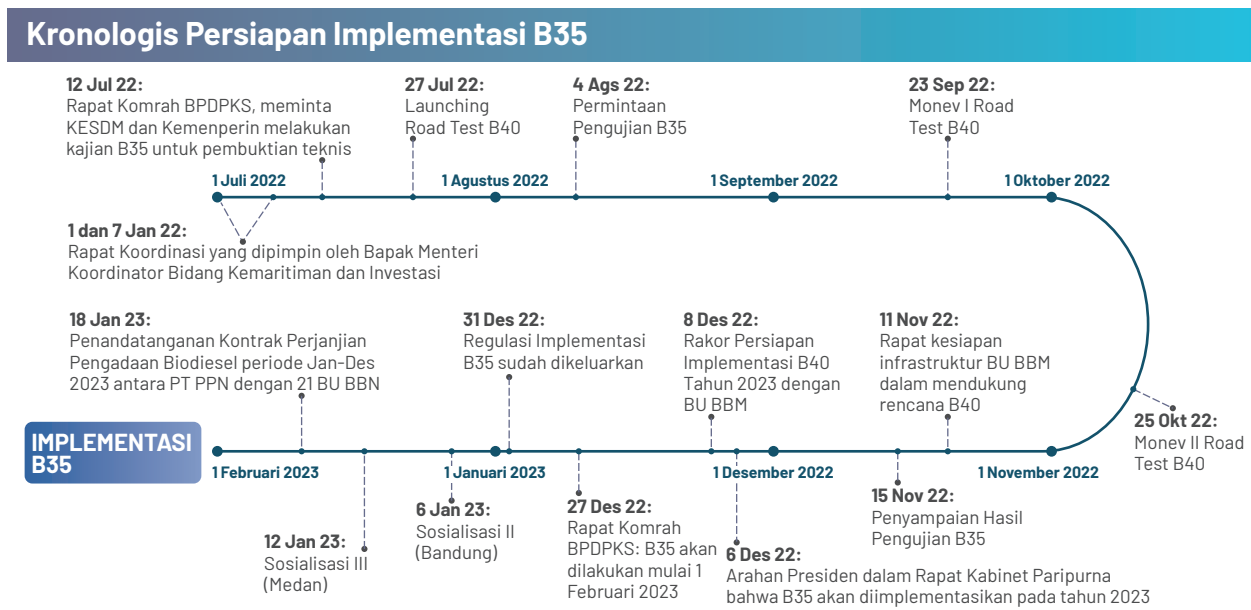 Kronologis Persiapan Implementasi B35
12 Jul 22:
Rapat Komrah BPDPKS, meminta
KESDM dan Kemenperin melakukan
kajian B35 untuk pembuktian teknis
27 Jul 22:
Launching
Road Test B40
4 Ags 22:
Permintaan
Pengujian B35
23 Sep 22:
Monev I Road
Test B40
1 Juli 2022
1 Agustus 2022
1 September 2022
1 Oktober 2022
1 dan 7 Jan 22:
Rapat Koordinasi yang dipimpin oleh Bapak Menteri
Koordinator Bidang Kemaritiman dan Investasi
25 Okt 22:
Monev II Road
Test B40
11 Nov 22:
Rapat kesiapan
infrastruktur BU BBM
dalam mendukung
rencana B40
8 Des 22:
Rakor Persiapan
Implementasi B40
Tahun 2023 dengan
BU BBM
31 Des 22:
Regulasi Implementasi
B35 sudah dikeluarkan
18 Jan 23:
Penandatanganan Kontrak Perjanjian
Pengadaan Biodiesel periode Jan-Des
2023 antara PT PPN dengan 21 BU BBN
1 November 2022
1 Desember 2022
1 Januari 2023
1 Februari 2023
IMPLEMENTASI
B35
15 Nov 22:
Penyampaian Hasil
Pengujian B35
6 Des 22:
Arahan Presiden dalam Rapat Kabinet Paripurna
bahwa B35 akan diimplementasikan pada tahun 2023
27 Des 22:
Rapat Komrah
BPDPKS: B35 akan
dilakukan mulai 1
Februari 2023
6 Jan 23:
Sosialisasi II
(Bandung)
12 Jan 23:
Sosialisasi III
(Medan)